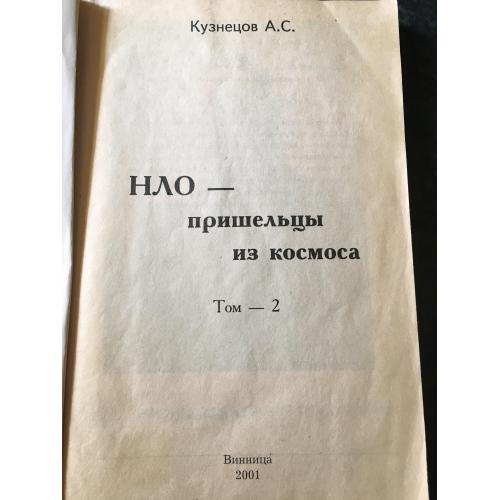 Кузнецов А.С.
НЛО —
пришельцы
из космоса
Том — 2
Винница
2001